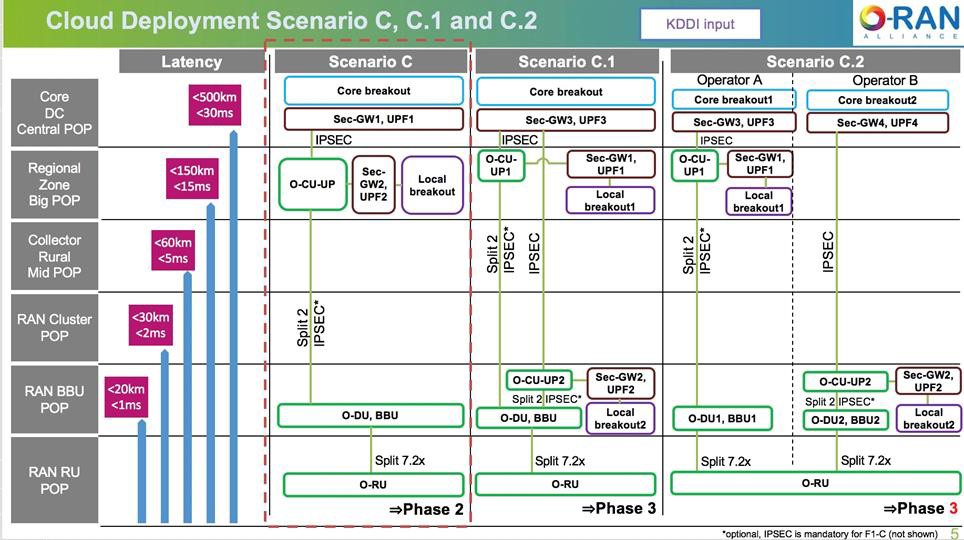 Cloud Deployment Scenario C, C.1 and C.2
KDDI input
O-RAN
ALLIANCE
Latency
Scenario C
Scenario C.1
Scenario C.2
Operator A
Operator B
Core
DC
Central POP
<500km
<30ms
Core breakout
Core breakout
Core breakout1
Core breakout2
Sec-GW1, UPF1
Sec-GW3, UPF3
Sec-GW3, UPF3
Sec-GW4, UPF4
IPSEC
IPSEC
IPSEC
Regional
Zone
Big POP
<150km
<15ms
O-CU-UP
Sec-
GW2,
UPF2
Local
breakout
O-CU-
UP1
Sec-GW1,
UPF1
Local
breakout1
O-CU-
UP1
Sec-GW1,
UPF1
Local
breakout1
Collector
Rural
Mid POP
<60km
<5ms
Split 2
IPSEC*
IPSEC
Split 2
IPSEC*
IPSEC
RAN Cluster
POP
<30km
<2ms
Split 2
IPSEC*
RAN BBU
POP
<20km
<1ms
O-DU, BBU
O-CU-UP2
Sec-GW2,
UPF2
Split 2 IPSEC*
O-DU, BBU
Local
breakout2
DU1, BBU1
O-CU-UP2
Sec-GW2,
UPF2
Split 2 IPSEC*
O-DU2, BBU2
Local
breakout2
RAN RU
POP
Split 7.2x
Split 7.2x
Split 7.2x
Split 7.2x
O-RU
O-RU
O-RU
⇒Phase 2
⇒Phase 3
⇒Phase 3
*optional, IPSEC is mandatory for F1-C (not shown)
5